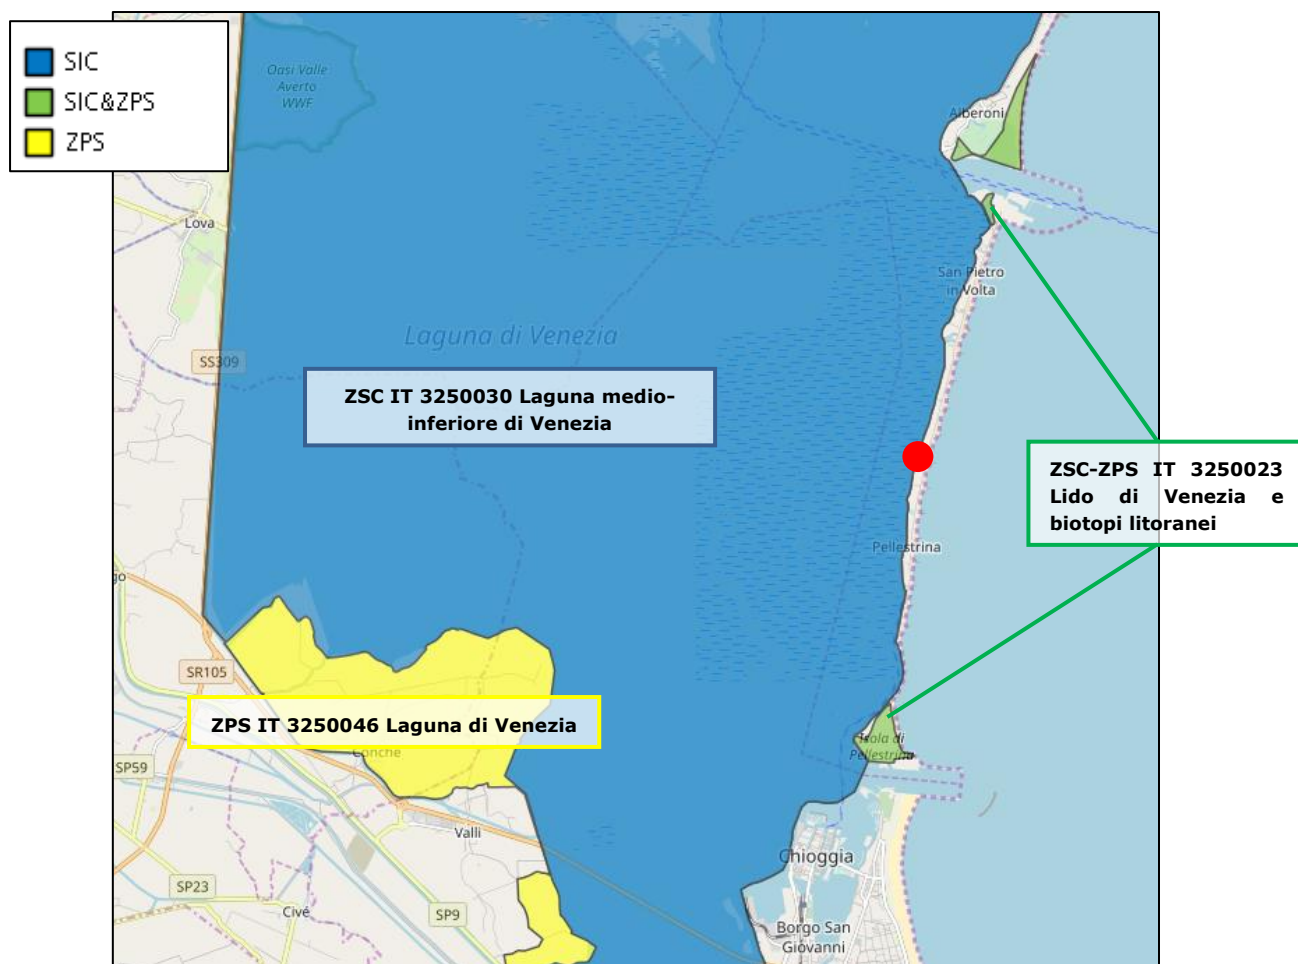 SIC
SIC&ZPS
ZPS
Oasi Valle
Averto
WWF
Alberoni
Lova
San Pietro
in Volta
Laguna di Venezia
SS309
ZSC IT 3250030 Laguna medio-
inferiore di Venezia
ZSC-ZPS IT 3250023
Lido di Venezia e
biotopi litoranei
Pellestrina
go
SR105
ZPS IT 3250046 Laguna di Venezia
Conche
Isola di
Pellestrina
SP59
Valli
Chioggia
SP23
Civé
SP9
Borgo San
Giovanni